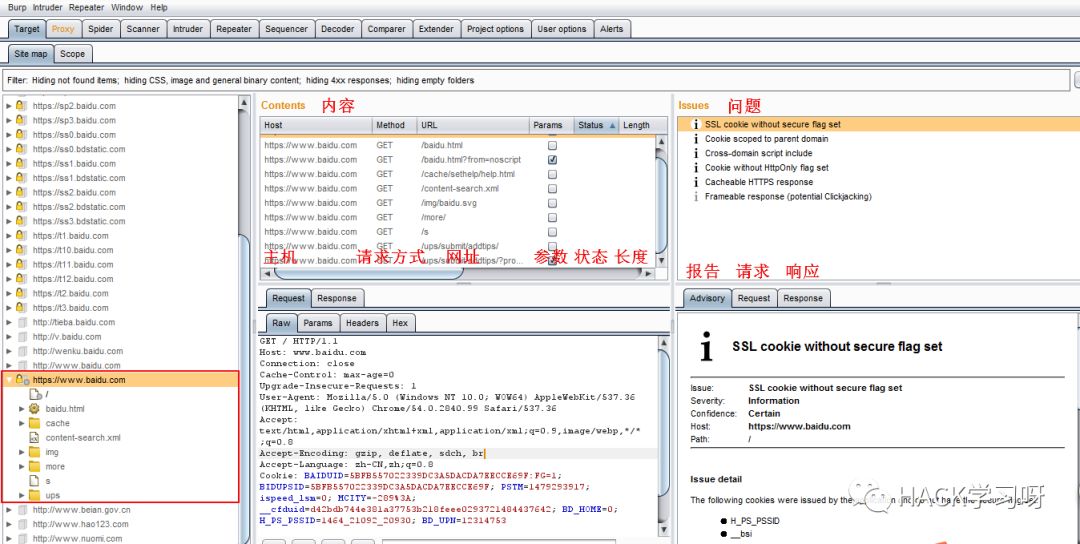 Burp Intruder Repeater Window Help
Target Proxy Spider Scanner Intruder Repeater Sequencer Decoder Comparer Extender Project options User options Alerts
Site map Scope
Filter: Hiding not found items; hiding CSS, image and general binary content; hiding 4xx responses; hiding empty folders
https://sp2.baidu.com
https://sp3.baidu.com
https://ss0.baidu.com
https://ss0.bdstatic.com
https://ss1.baidu.com
https://ss1.bdstatic.com
https://ss2.baidu.com
https://ss2.bdstatic.com
https://ss3.bdstatic.com
https://t1.baidu.com
https://t10.baidu.com
https://t11.baidu.com
https://t12.baidu.com
https://t2.baidu.com
https://t3.baidu.com
http://tieba.baidu.com
http://v.baidu.com
http://wenku.baidu.com
http://www.baidu.com
https://www.baidu.com
/
baidu.html
cache
content-search.xml
img
more
s
ups
http://www.beian.gov.cn
http://www.hao123.com
http://www.nuomi.com
Contents 内容
Host Method URL Params Status Length
https://www.baidu.com GET /baidu.html
https://www.baidu.com GET /baidu.html?from=noscript
https://www.baidu.com GET /cache/sethelp/help.html
https://www.baidu.com GET /content-search.xml
https://www.baidu.com GET /img/baidu.svg
https://www.baidu.com GET /more/
https://www.baidu.com GET /s
https://www.baidu.com GET /ups/submit/addtips/
https://www.baidu.com GET /ups/submit/addtips/?pro...
主机 请求方式 网址 参数 状态 长度
Request Response
Raw Params Headers Hex
GET / HTTP/1.1
Host: www.baidu.com
Connection: close
Cache-Control: max-age=0
Upgrade-Insecure-Requests: 1
User-Agent: Mozilla/5.0 (Windows NT 10.0; WOW64) AppleWebKit/537.36
(KHTML, like Gecko) Chrome/54.0.2840.99 Safari/537.36
Accept:
text/html,application/xhtml+xml,application/xml;q=0.9,image/webp,*/*
;q=0.8
Accept-Encoding: gzip, deflate, sdch, br
Accept-Language: zh-CN,zh;q=0.8
Cookie: BAIDUID=5BFB557022339DC3A5DACDA7EECCE69F:FG=1;
BIDUPSID=5BFB557022339DC3A5DACDA7EECCE69F; PSTM=1479293917;
ispeed_lsm=0; MCITY=-289%3A;
__cfduid=d42bdb744e381a37753b218feee0293721484437642; BD_HOME=0;
H_PS_PSSID=1464_21092_20930; BD_UPN=12314753
Issues 问题
SSL cookie without secure flag set
Cookie scoped to parent domain
Cross-domain script include
Cookie without HttpOnly flag set
Cacheable HTTPS response
Frameable response (potential Clickjacking)
报告 请求 响应
Advisory Request Response
SSL cookie without secure flag set
Issue: SSL cookie without secure flag set
Severity: Information
Confidence: Certain
Host: https://www.baidu.com
Path: /
Issue detail
The following cookies were issued by the
HACK学习呀
H_PS_PSSID
__bsi